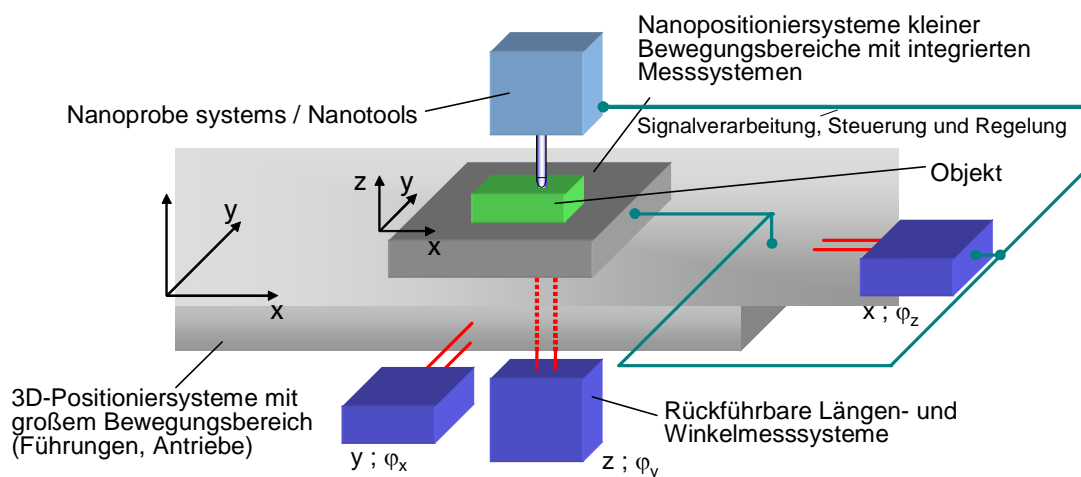 Nanopositioniersysteme kleiner
Bewegungsbereiche mit integrierten
Messsystemen
Nanoprobe systems / Nanotools
Signalverarbeitung, Steuerung und Regelung
Objekt
z
y
x
y
x
x ; φz
3D-Positioniersysteme mit
großem Bewegungsbereich
(Führungen, Antriebe)
y ; φx
z ; φy
Rückführbare Längen- und
Winkelmesssysteme